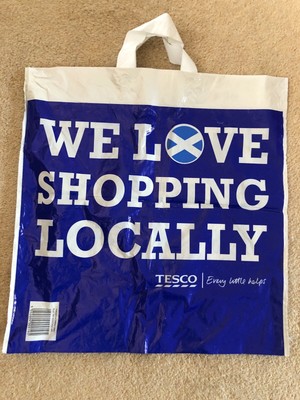 WE LOVE
SHOPPING
LOCALLY
TESCO | Every little helps